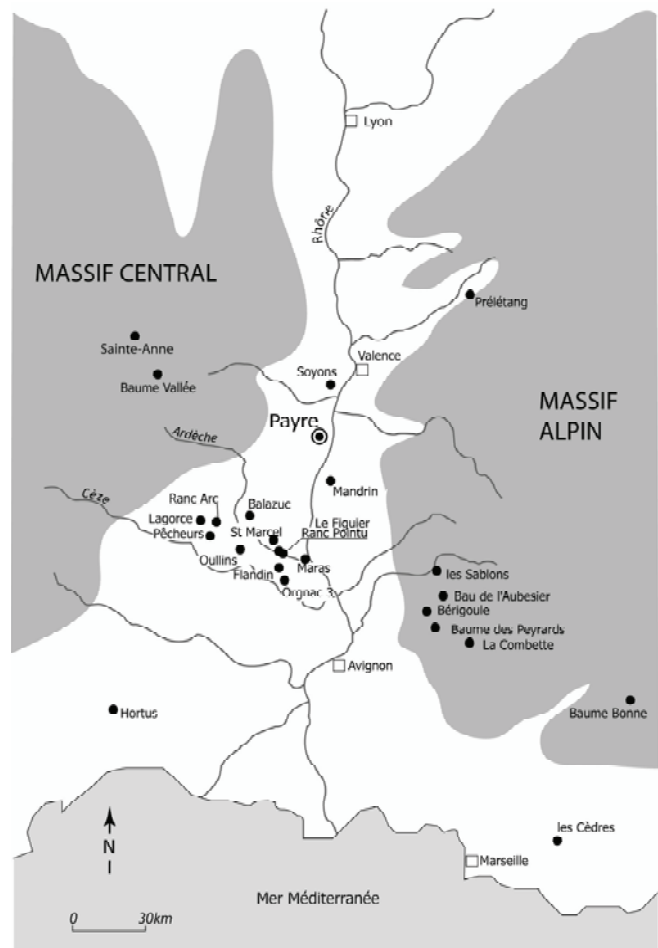 Lyon
Rhône
MASSIF CENTRAL
Prélétang
Sainte-Anne
Valence
Soyons
Baume Vallée
MASSIF
ALPIN
Payre
Ardèche
Mandrin
Cèze
Ranc Arc
Balazuc
Lagorce
Le Figuier
St Marcel
Ranc Pointu
Pêcheurs
Oullins
Maras
Flandin
les Sablons
Orgnac 3
Bau de l'Aubesier
Bérigoule
Baume des Peyrards
La Combette
Avignon
Hortus
Baume Bonne
les Cèdres
N
Marseille
Mer Méditerranée
0 30km